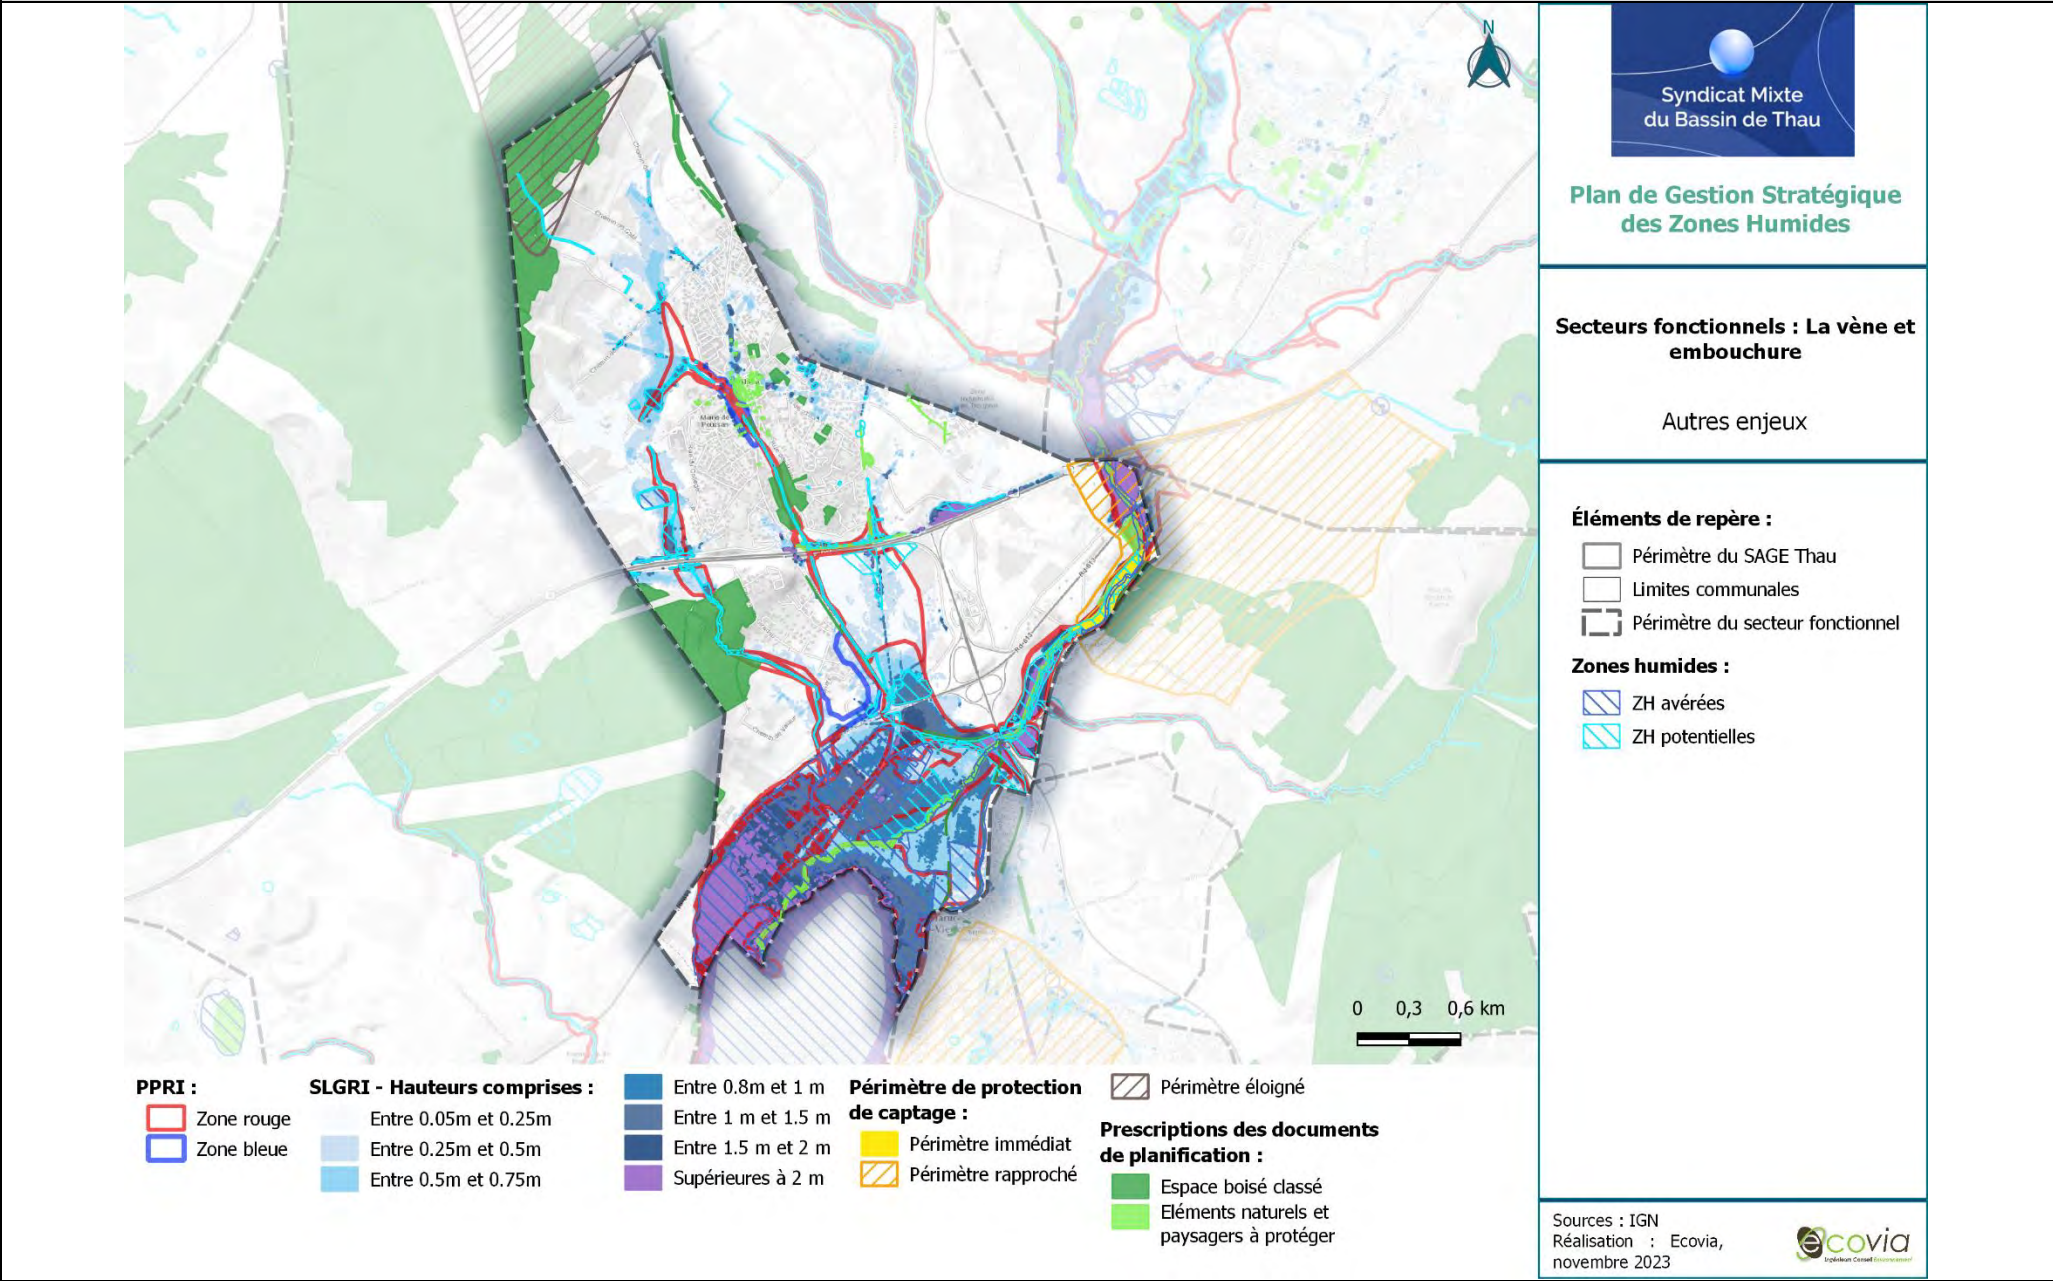 N
Syndicat Mixte
du Bassin de Thau
Plan de Gestion Stratégique
des Zones Humides
Secteurs fonctionnels : La vène et
embouchure
Autres enjeux
Éléments de repère :
Périmètre du SAGE Thau
Limites communales
Périmètre du secteur fonctionnel
Zones humides :
ZH avérées
ZH potentielles
0 0,3 0,6 km
PPRI :
Zone rouge
Zone bleue
SLGRI - Hauteurs comprises :
Entre 0.05m et 0.25m
Entre 0.25m et 0.5m
Entre 0.5m et 0.75m
Entre 0.8m et 1 m
Entre 1 m et 1.5 m
Entre 1.5 m et 2 m
Supérieures à 2 m
Périmètre de protection
de captage :
Périmètre immédiat
Périmètre rapproché
Périmètre éloigné
Prescriptions des documents
de planification :
Espace boisé classé
Eléments naturels et
paysagers à protéger
Sources : IGN
Réalisation : Ecovia,
novembre 2023
ecovia
Ingénieurs Conseil Environnement